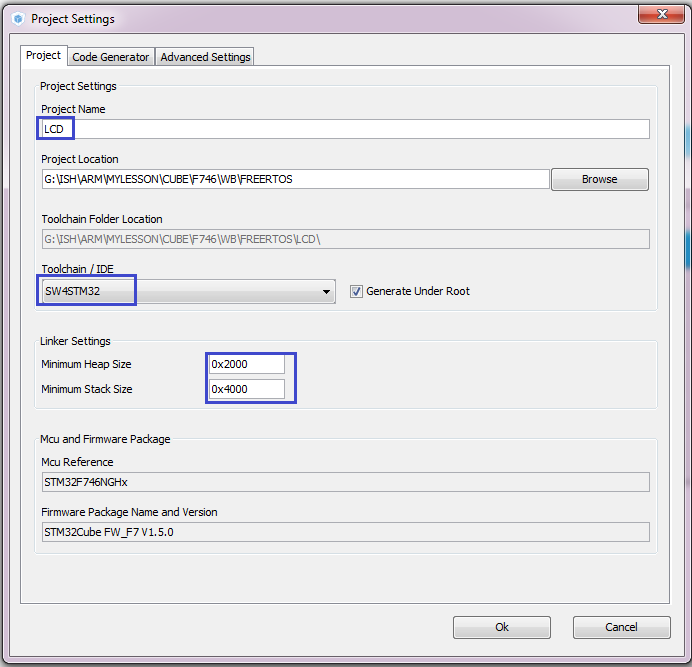 Project Settings
Project Code Generator Advanced Settings
Project Settings
Project Name
LCD
Project Location
G:\ISH\ARM\MYLESSON\CUBE\F746\WB\FREERTOS Browse
Toolchain Folder Location
G:\ISH\ARM\MYLESSON\CUBE\F746\WB\FREERTOS\LCD\
Toolchain / IDE
SW4STM32 Generate Under Root
Linker Settings
Minimum Heap Size 0x2000
Minimum Stack Size 0x4000
Mcu and Firmware Package
Mcu Reference
STM32F746NGHx
Firmware Package Name and Version
STM32Cube FW_F7 V1.5.0
Ok Cancel